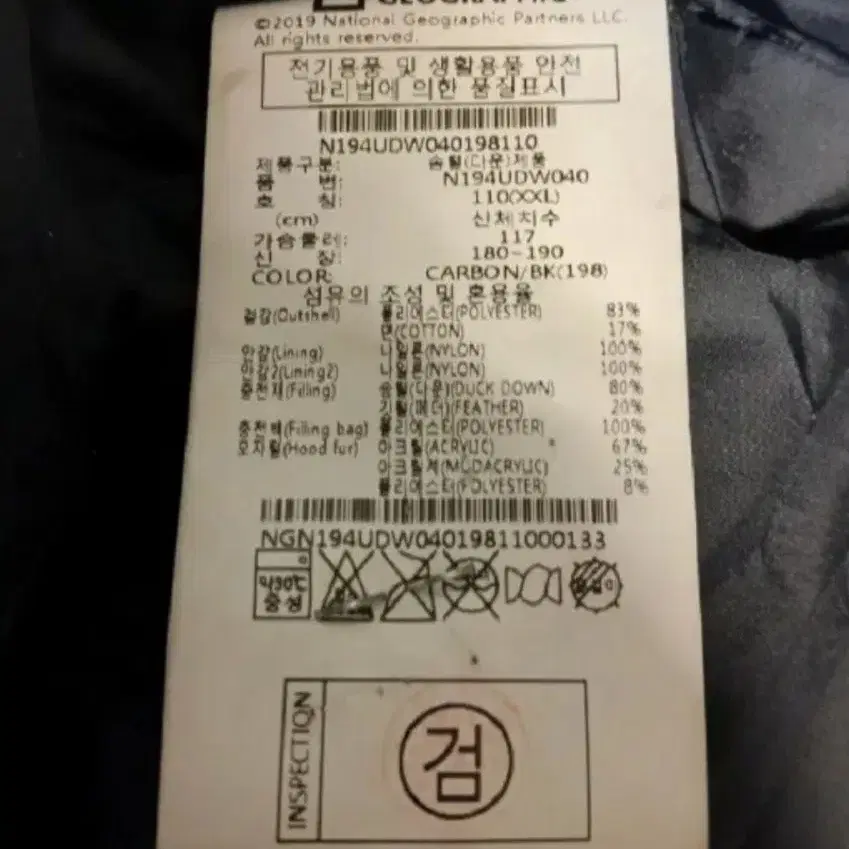 GEOGRAPHIC
©2019 National Geographic Partners LLC.
All rights reserved.
전기용품 및 생활용품 안전
관리법에 의한 품질표시
N194UDW040198110
제품구분: 솜털(다운)제품
품 번: N194UDW040
호 칭: 110(XXL)
(cm) 신체치수
가슴둘레: 117
신 장: 180~190
COLOR: CARBON/BK(198)
섬유의 조성 및 혼용율
겉감(Outshell) 폴리에스터(POLYESTER) 83%
면(COTTON) 17%
안감(Lining) 나일론(NYLON) 100%
안감2(Lining2) 나일론(NYLON) 100%
충전재(Filling) 솜털(다운)(DUCK DOWN) 80%
깃털(페더)(FEATHER) 20%
충전백(Filling bag) 폴리에스터(POLYESTER) 100%
모자털(Hood fur) 아크릴(ACRYLIC) 67%
아크릴계(MODACRYLIC) 25%
폴리에스터(POLYESTER) 8%
NGN194UDW04019811000133
약30℃
중성
INSPECTION
검